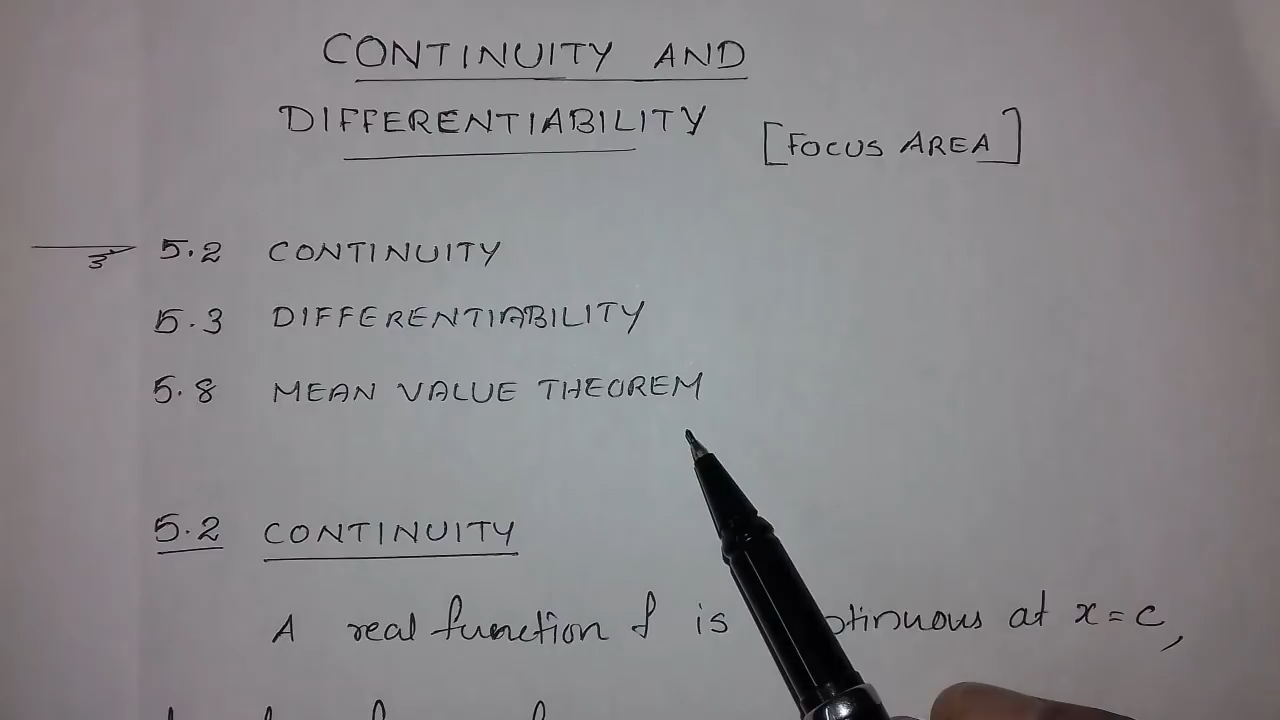 CONTINUITY AND
DIFFERENTIABILITY [FOCUS AREA]
5.2 CONTINUITY
5.3 DIFFERENTIABILITY
5.8 MEAN VALUE THEOREM
5.2 CONTINUITY
A real function f is at x = c,